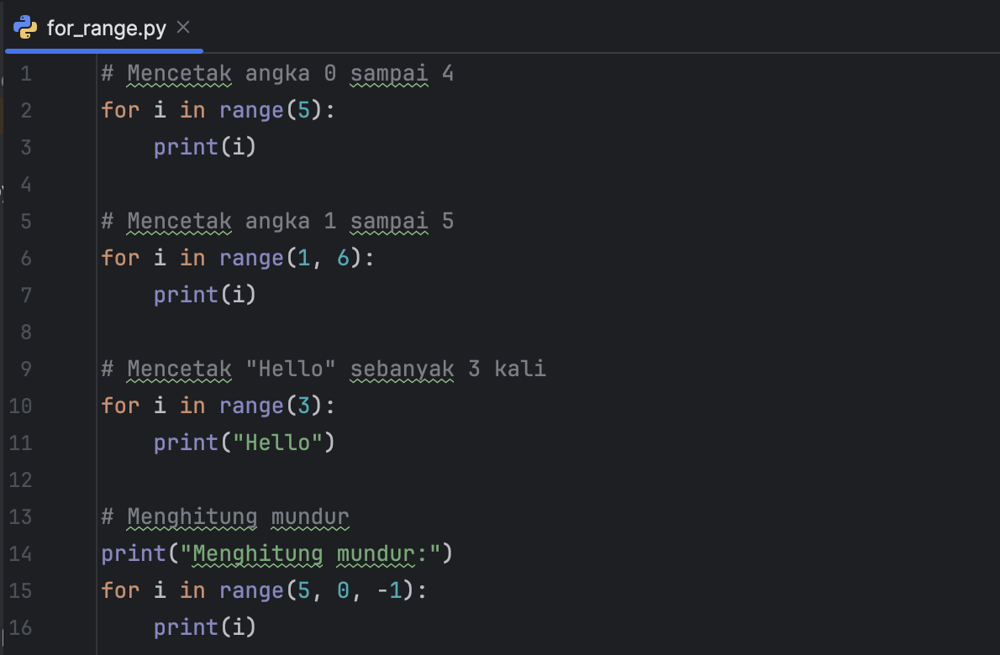 for_range.py
1 # Mencetak angka 0 sampai 4
2 for i in range(5):
3     print(i)
4
5 # Mencetak angka 1 sampai 5
6 for i in range(1, 6):
7     print(i)
8
9 # Mencetak "Hello" sebanyak 3 kali
10 for i in range(3):
11     print("Hello")
12
13 # Menghitung mundur
14 print("Menghitung mundur:")
15 for i in range(5, 0, -1):
16     print(i)